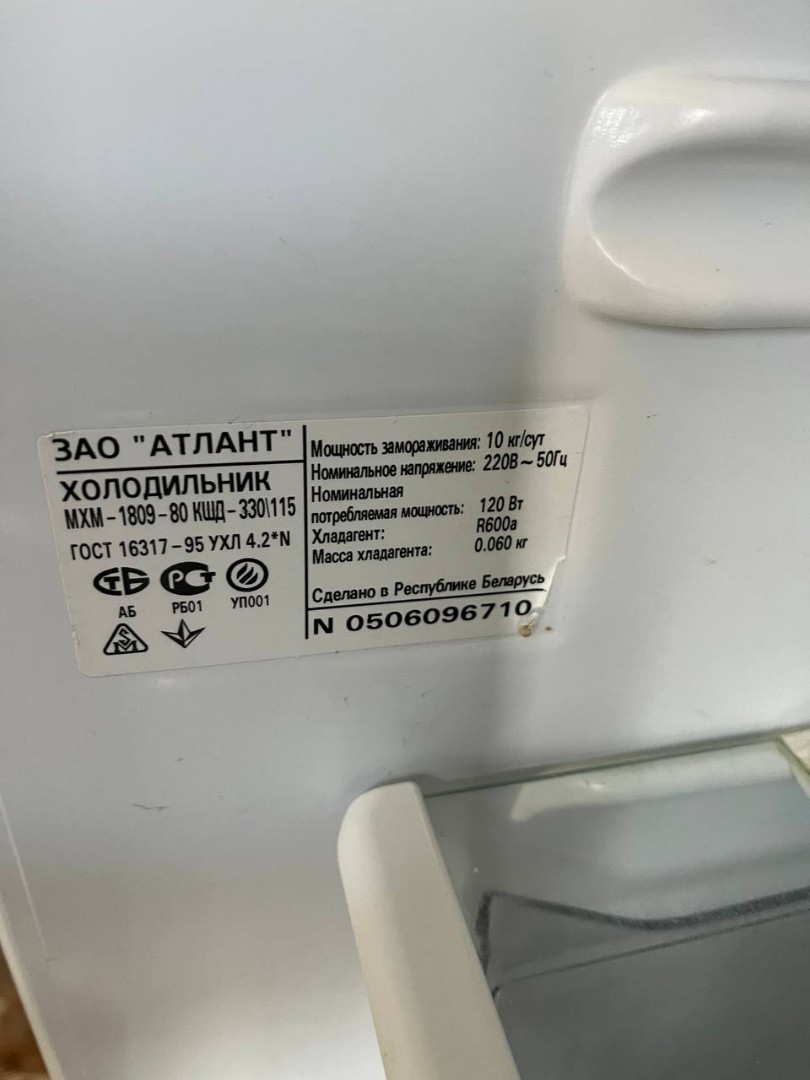 ЗАО "АТЛАНТ"
ХОЛОДИЛЬНИК
МХМ-1809-80 КШД-330\115
ГОСТ 16317-95 УХЛ 4.2*N
АБ
РБ01
УП001
Мощность замораживания: 10 кг/сут
Номинальное напряжение: 220В ~ 50Гц
Номинальная
потребляемая мощность: 120 Вт
Хладагент: R600a
Масса хладагента: 0.060 кг
Сделано в Республике Беларусь
N 0506096710